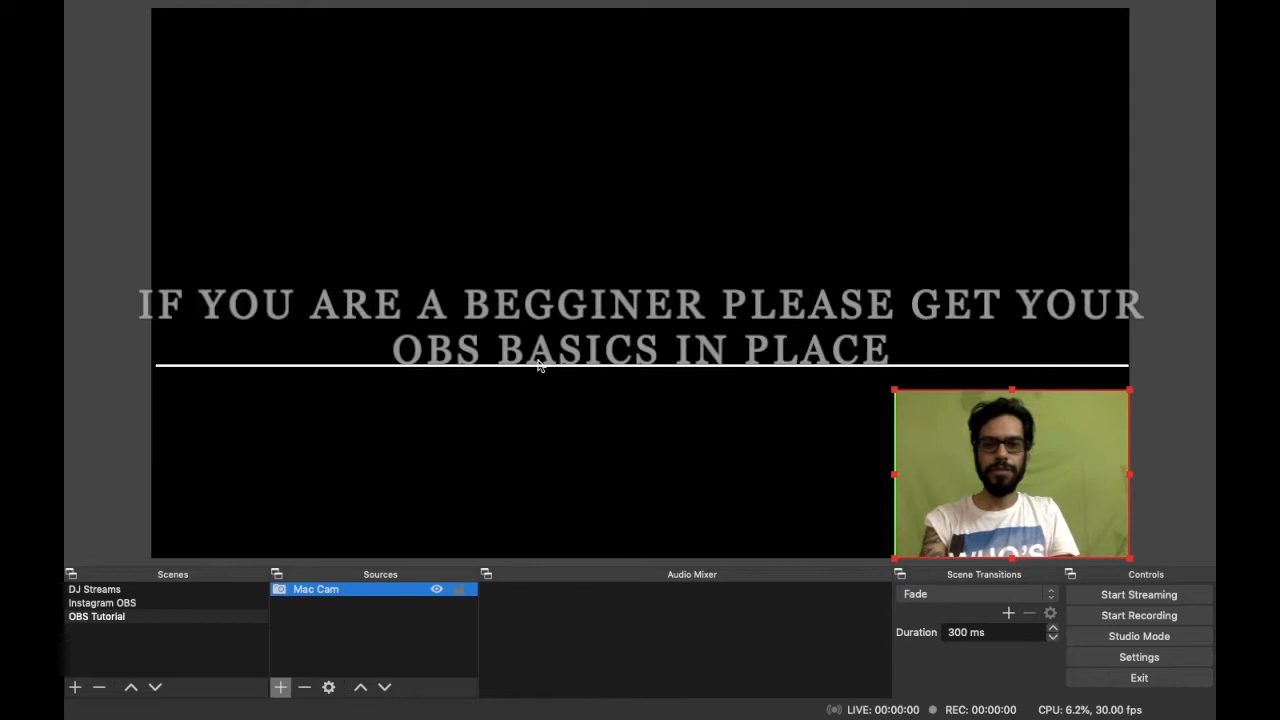 IF YOU ARE A BEGGINER PLEASE GET YOUR
OBS BASICS IN PLACE
WHO'S
Scenes
Sources
Audio Mixer
Scene Transitions
Controls
DJ Streams
Instagram OBS
OBS Tutorial
Mac Cam
Fade
Duration 300 ms
Start Streaming
Start Recording
Studio Mode
Settings
Exit
LIVE: 00:00:00 REC: 00:00:00 CPU: 6.2%, 30.00 fps